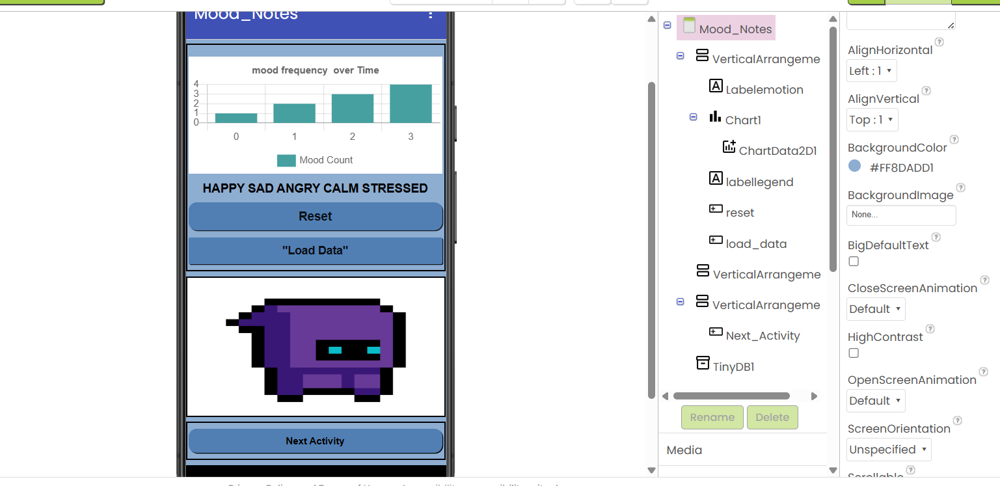 Mood_Notes
mood frequency over Time
4
3
2
1
0
0 1 2 3
Mood Count
HAPPY SAD ANGRY CALM STRESSED
Reset
"Load Data"
Next Activity
Mood_Notes
VerticalArrangeme
Labelemotion
Chart1
ChartData2D1
labellegend
reset
load_data
VerticalArrangeme
VerticalArrangeme
Next_Activity
TinyDB1
Rename Delete
Media
AlignHorizontal ?
Left : 1
AlignVertical ?
Top : 1
BackgroundColor ?
#FF8DADD1
BackgroundImage ?
None...
BigDefaultText ?
CloseScreenAnimation ?
Default
HighContrast ?
OpenScreenAnimation ?
Default
ScreenOrientation ?
Unspecified
Scrollable ?